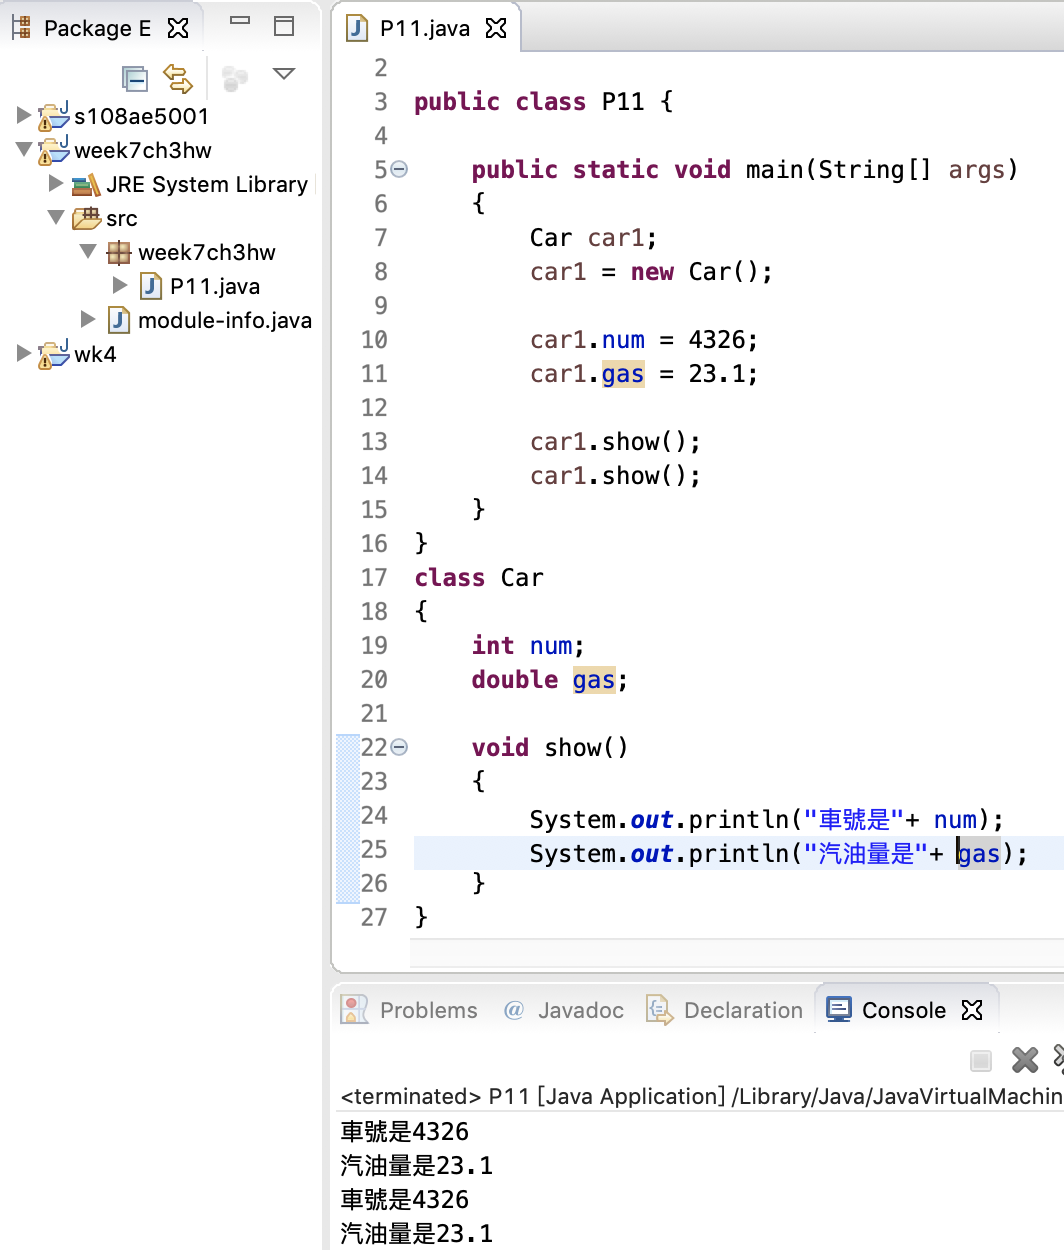 Package E
s108ae5001
week7ch3hw
JRE System Library
src
week7ch3hw
P11.java
module-info.java
wk4
P11.java
2
3 public class P11 {
4
5 public static void main(String[] args)
6 {
7 Car car1;
8 car1 = new Car();
9
10 car1.num = 4326;
11 car1.gas = 23.1;
12
13 car1.show();
14 car1.show();
15 }
16 }
17 class Car
18 {
19 int num;
20 double gas;
21
22 void show()
23 {
24 System.out.println("車號是"+ num);
25 System.out.println("汽油量是"+ gas);
26 }
27 }
Problems @ Javadoc Declaration Console
<terminated> P11 [Java Application] /Library/Java/JavaVirtualMachin
車號是4326
汽油量是23.1
車號是4326
汽油量是23.1